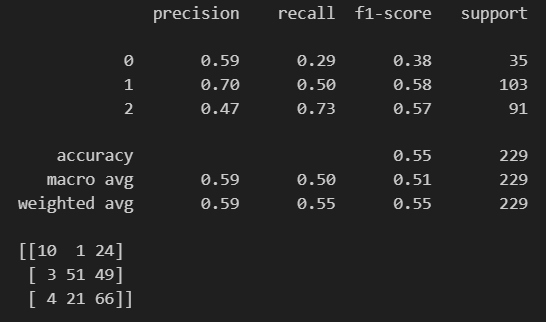 precision recall f1-score support
0 0.59 0.29 0.38 35
1 0.70 0.50 0.58 103
2 0.47 0.73 0.57 91
accuracy 0.55 229
macro avg 0.59 0.50 0.51 229
weighted avg 0.59 0.55 0.55 229
[[10  1 24]
[ 3 51 49]
[ 4 21 66]]